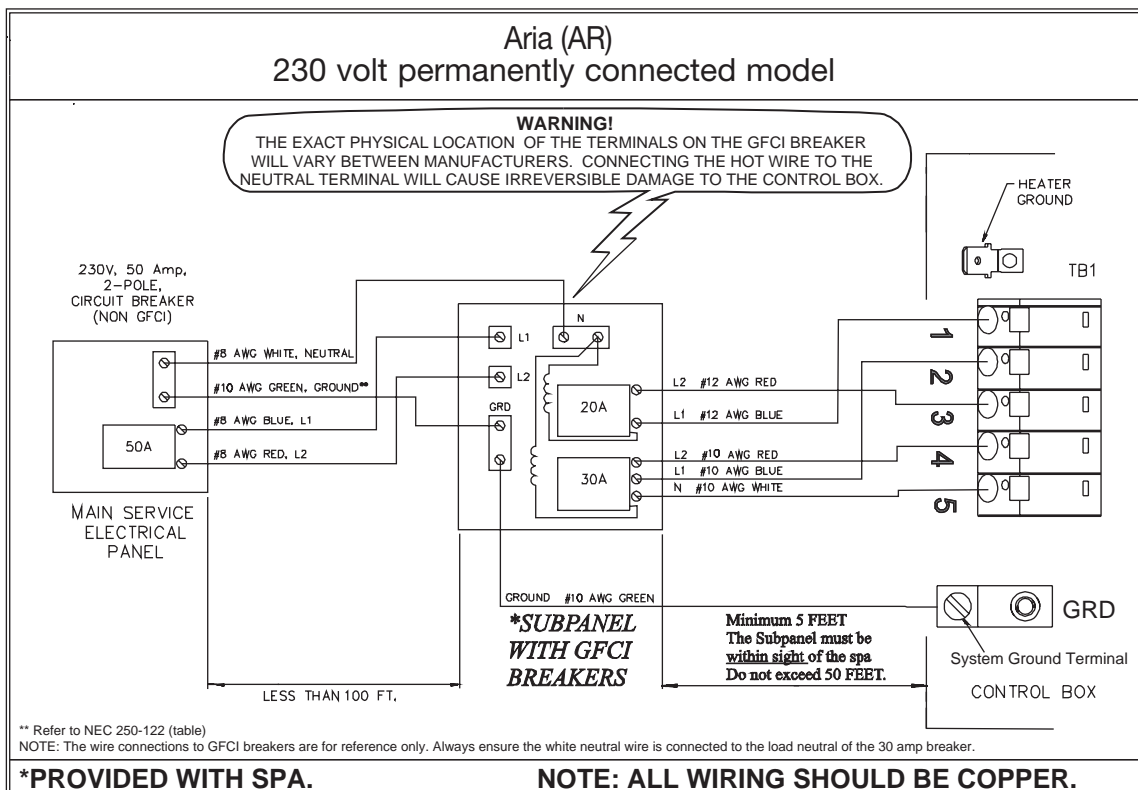 Aria (AR)
230 volt permanently connected model
WARNING!
THE EXACT PHYSICAL LOCATION OF THE TERMINALS ON THE GFCI BREAKER
WILL VARY BETWEEN MANUFACTURERS. CONNECTING THE HOT WIRE TO THE
NEUTRAL TERMINAL WILL CAUSE IRREVERSIBLE DAMAGE TO THE CONTROL BOX.
HEATER
GROUND
TB1
230V, 50 Amp,
2-POLE,
CIRCUIT BREAKER
(NON GFCI)
#8 AWG WHITE, NEUTRAL
#10 AWG GREEN, GROUND**
#8 AWG BLUE, L1
#8 AWG RED, L2
50A
MAIN SERVICE
ELECTRICAL
PANEL
N
L1
L2
GRD
20A
30A
L2 #12 AWG RED
L1 #12 AWG BLUE
L2 #10 AWG RED
L1 #10 AWG BLUE
N #10 AWG WHITE
1
2
3
4
5
GROUND #10 AWG GREEN
*SUBPANEL
WITH GFCI
BREAKERS
Minimum 5 FEET
The Subpanel must be
within sight of the spa
Do not exceed 50 FEET.
GRD
System Ground Terminal
CONTROL BOX
LESS THAN 100 FT.
** Refer to NEC 250-122 (table)
NOTE: The wire connections to GFCI breakers are for reference only. Always ensure the white neutral wire is connected to the load neutral of the 30 amp breaker.
*PROVIDED WITH SPA.
NOTE: ALL WIRING SHOULD BE COPPER.